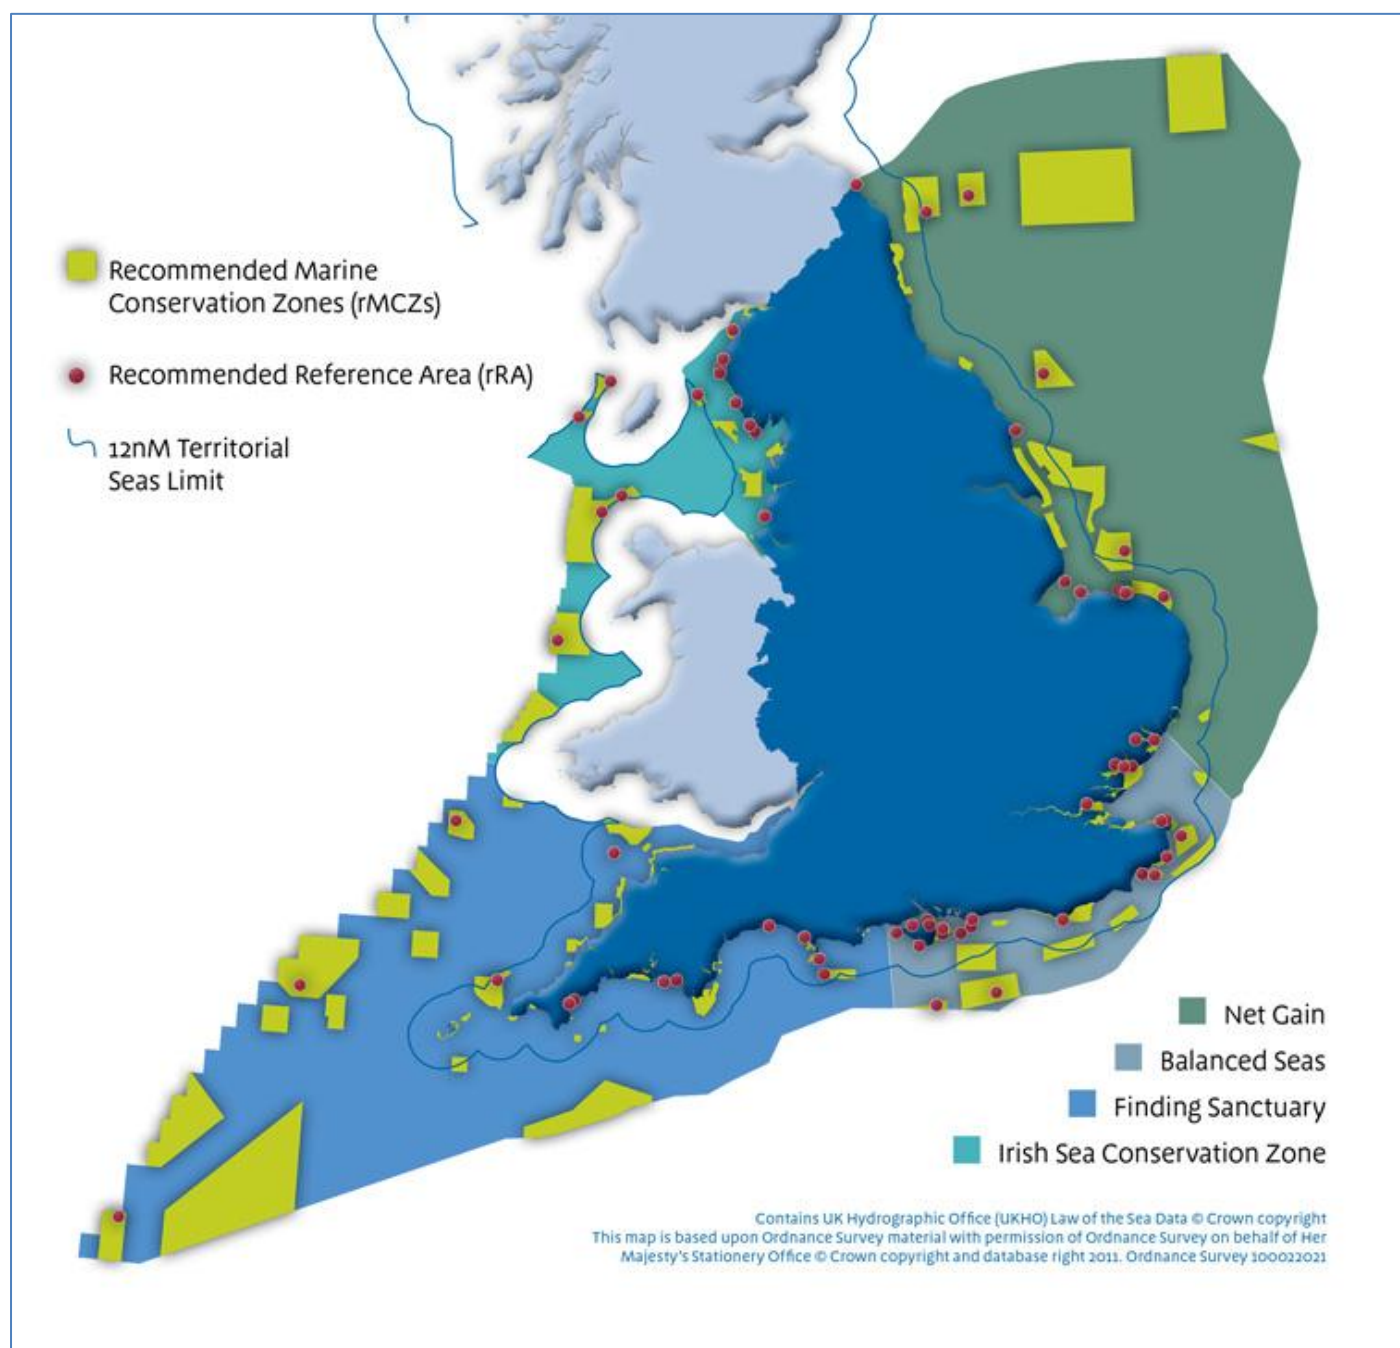 Recommended Marine
Conservation Zones (rMCZs)
Recommended Reference Area (rRA)
12nM Territorial
Seas Limit
Net Gain
Balanced Seas
Finding Sanctuary
Irish Sea Conservation Zone
Contains UK Hydrographic Office (UKHO) Law of the Sea Data © Crown copyright
This map is based upon Ordnance Survey material with permission of Ordnance Survey on behalf of Her
Majesty's Stationery Office © Crown copyright and database right 2011. Ordnance Survey 100022021